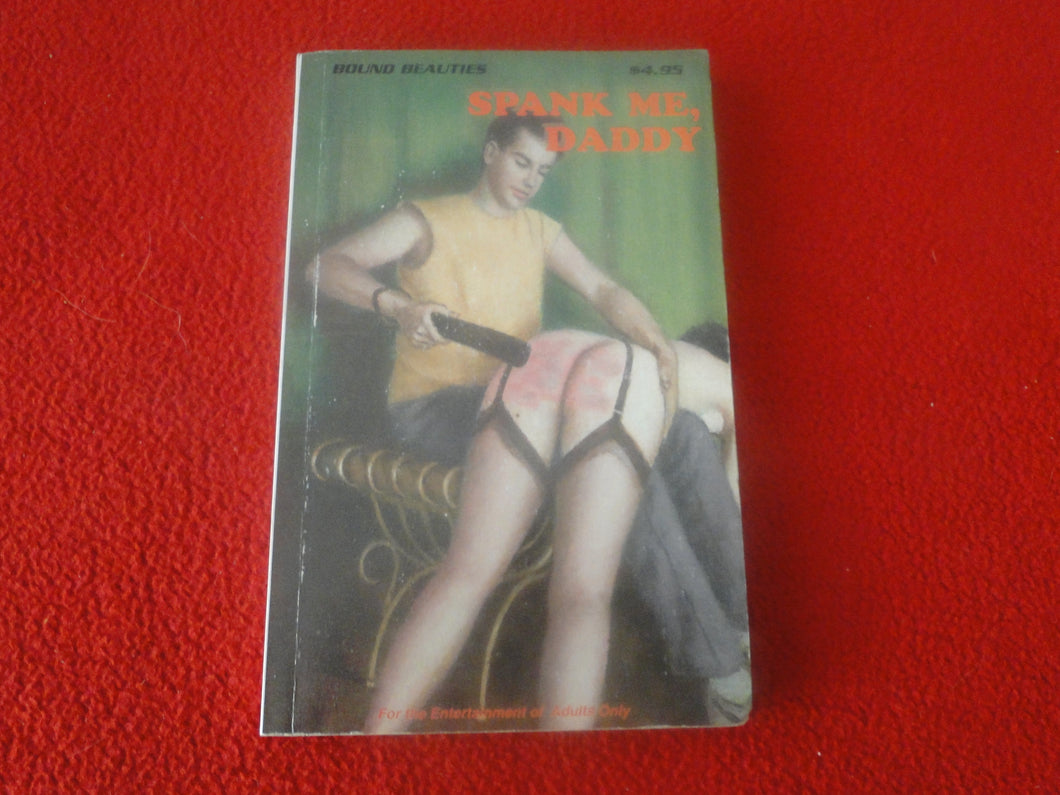 BOUND BEAUTIES
$4.95
SPANK ME,
DADDY
For the Entertainment of Adults Only